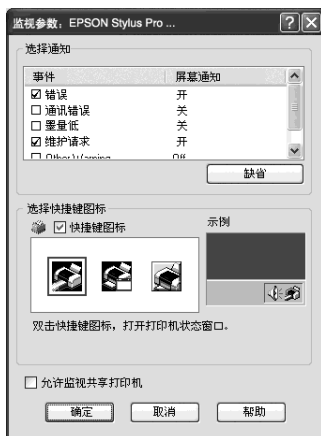 监视参数: EPSON Stylus Pro ...
选择通知
事件 屏幕通知
错误 开
通讯错误 关
墨量低 关
维护请求 开
缺省
选择快捷键图标
快捷键图标
示例
双击快捷键图标，打开打印机状态窗口。
允许监视共享打印机
确定 取消 帮助